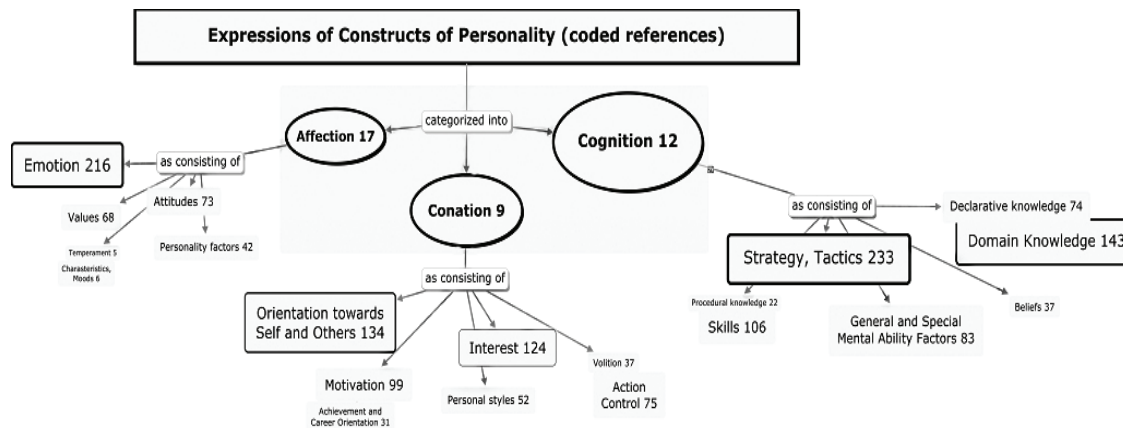 Expressions of Constructs of Personality (coded references)
categorized into
Affection 17
Cognition 12
Conation 9
Emotion 216
as consisting of
Values 68
Attitudes 73
Temperament 5
Charasteristics,
Moods 6
Personality factors 42
as consisting of
Orientation towards
Self and Others 134
Interest 124
Motivation 99
Achievement and
Career Orientation 31
Personal styles 52
Volition 37
Action
Control 75
as consisting of
Declarative knowledge 74
Domain Knowledge 143
Strategy, Tactics 233
Procedural knowledge 22
Skills 106
General and Special
Mental Ability Factors 83
Beliefs 37